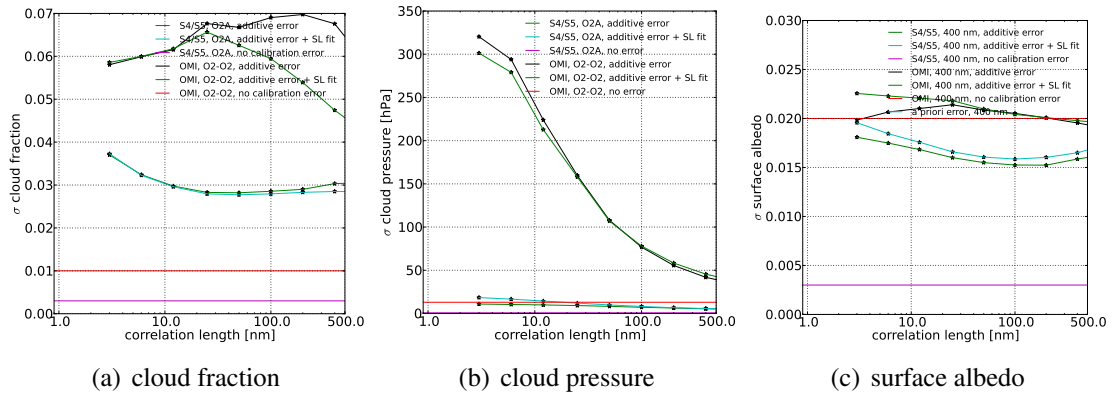 0.07
0.06
0.05
0.04
0.03
0.02
0.01
0.00
σ cloud fraction
S4/S5, O2A, additive error
S4/S5, O2A, additive error + SL fit
S4/S5, O2A, no calibration error
OMI, O2-O2, additive error
OMI, O2-O2, additive error + SL fit
OMI, O2-O2, no calibration error
1.0 10.0 100.0 500.0
correlation length [nm]
(a) cloud fraction
350
300
250
200
150
100
50
0
σ cloud pressure [hPa]
S4/S5, O2A, additive error
S4/S5, O2A, additive error + SL fit
S4/S5, O2A, no error
OMI, O2-O2, additive error
OMI, O2-O2, additive error + SL fit
OMI, O2-O2, no error
1.0 10.0 100.0 500.0
correlation length [nm]
(b) cloud pressure
0.030
0.025
0.020
0.015
0.010
0.005
0.000
σ surface albedo
S4/S5, 400 nm, additive error
S4/S5, 400 nm, additive error + SL fit
S4/S5, 400 nm, no calibration error
OMI, 400 nm, additive error
OMI, 400 nm, additive error + SL fit
OMI, 400 nm, no calibration error
a priori error, 400 nm
1.0 10.0 100.0 500.0
correlation length [nm]
(c) surface albedo